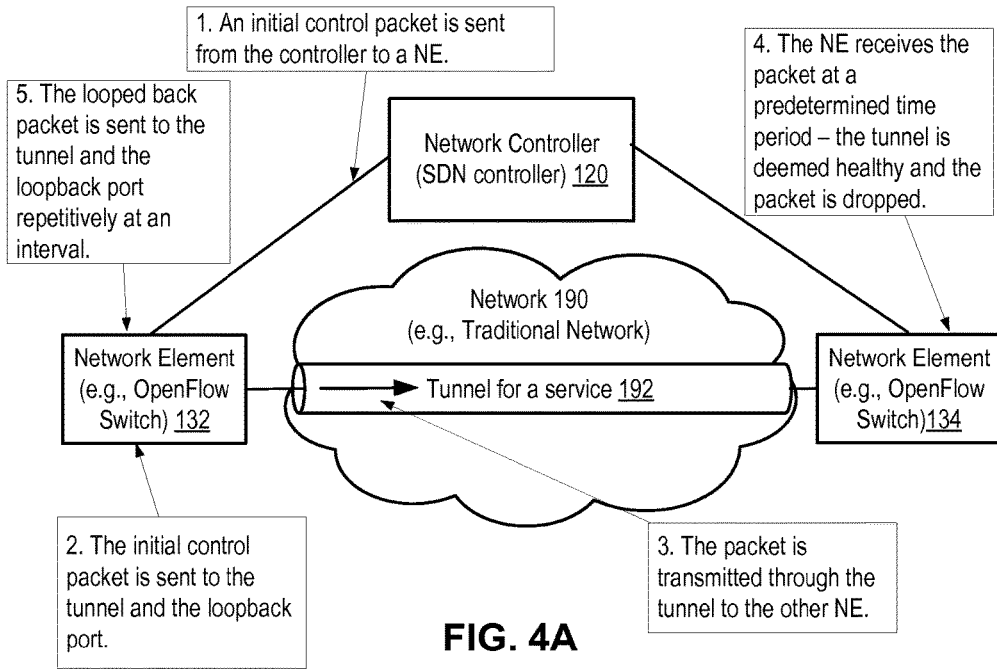 1. An initial control packet is sent
from the controller to a NE.
5. The looped back
packet is sent to the
tunnel and the
loopback port
repetitively at an
interval.
Network Controller
(SDN controller) 120
4. The NE receives the
packet at a
predetermined time
period – the tunnel is
deemed healthy and the
packet is dropped.
Network 190
(e.g., Traditional Network)
Network Element
(e.g., OpenFlow
Switch) 132
Tunnel for a service 192
Network Element
(e.g., OpenFlow
Switch)134
2. The initial control
packet is sent to the
tunnel and the loopback
port.
3. The packet is
transmitted through the
tunnel to the other NE.
FIG. 4A